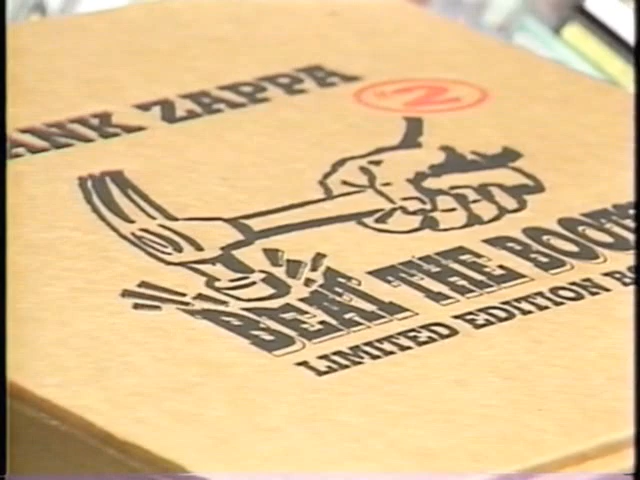 ANK ZAPPA
2
BEAT THE BOOT
LIMITED EDITION BO